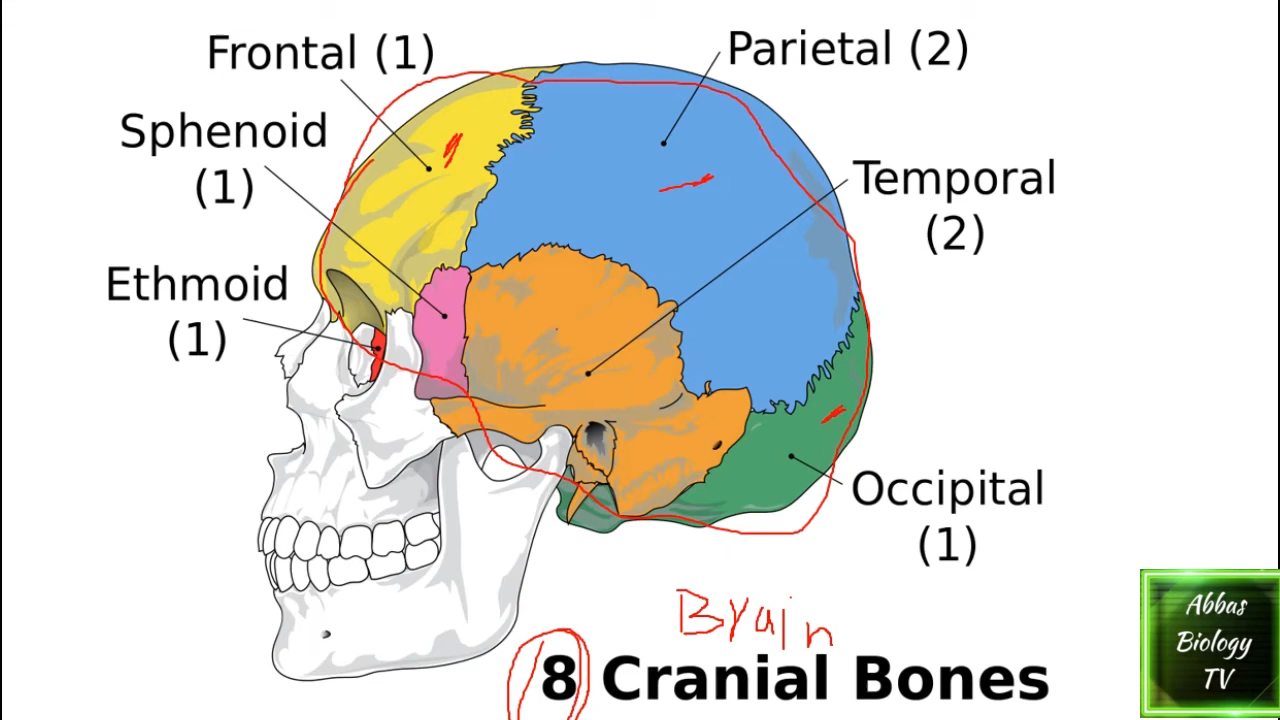 Frontal (1)
Parietal (2)
Sphenoid
(1)
Temporal
(2)
Ethmoid
(1)
Occipital
(1)
Brain
8 Cranial Bones
Abbas
Biology
TV